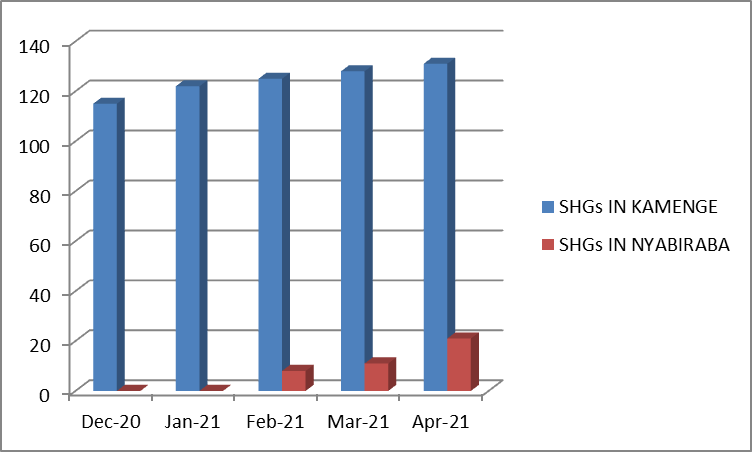 140
120
100
80
60
40
20
0
Dec-20 Jan-21 Feb-21 Mar-21 Apr-21
SHGs IN KAMENGE
SHGs IN NYABIRABA